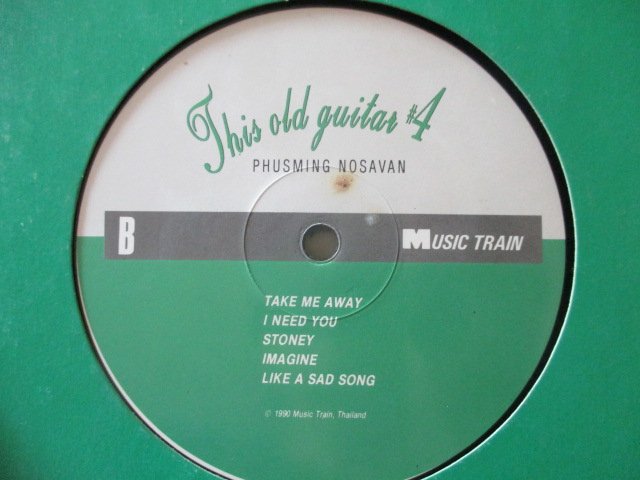 This old guitar #4
PHUSMING NOSAVAN
B
MUSIC TRAIN
TAKE ME AWAY
I NEED YOU
STONEY
IMAGINE
LIKE A SAD SONG
© 1990 Music Train, Thailand